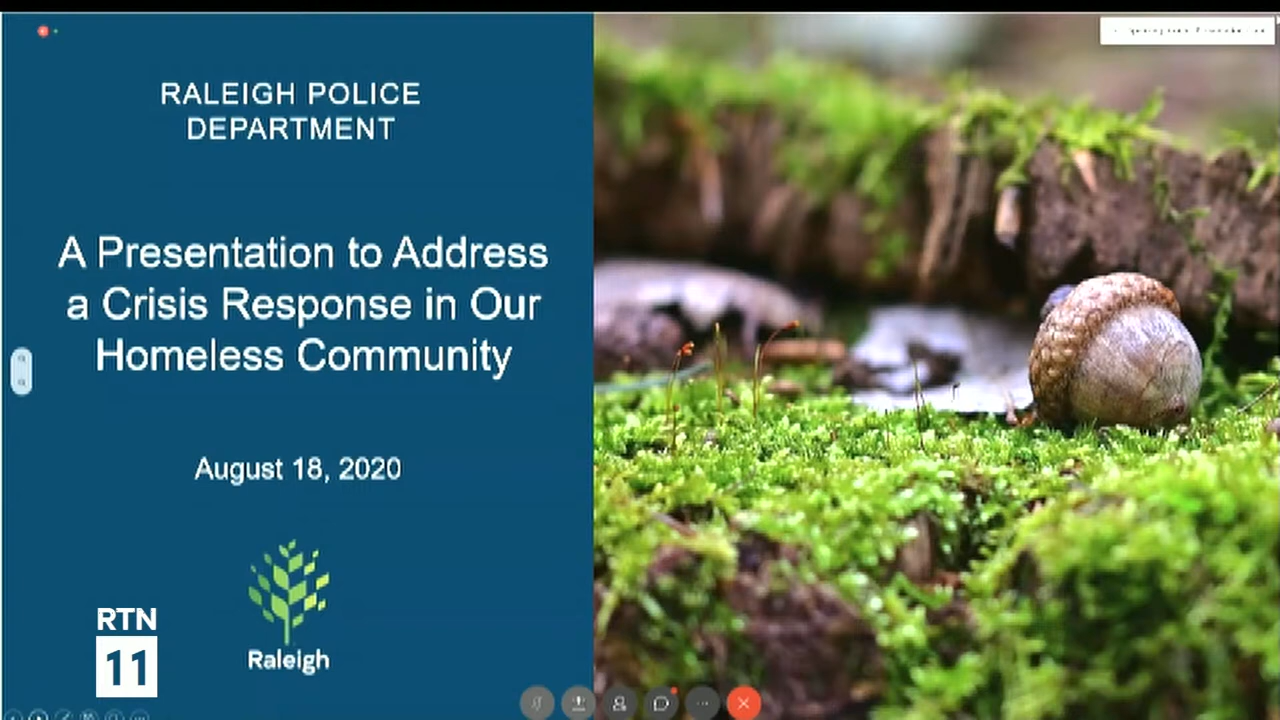 RALEIGH POLICE
DEPARTMENT
A Presentation to Address
a Crisis Response in Our
Homeless Community
August 18, 2020
Raleigh
RTN
11